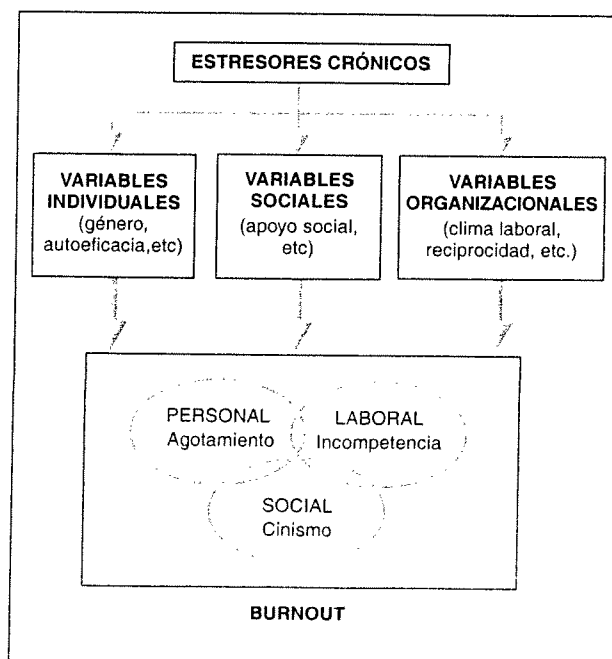 ESTRESORES CRÓNICOS
VARIABLES
INDIVIDUALES
(género,
autoeficacia,etc)
VARIABLES
SOCIALES
(apoyo social,
etc)
VARIABLES
ORGANIZACIONALES
(clima laboral,
reciprocidad, etc.)
PERSONAL
Agotamiento
LABORAL
Incompetencia
SOCIAL
Cinismo
BURNOUT